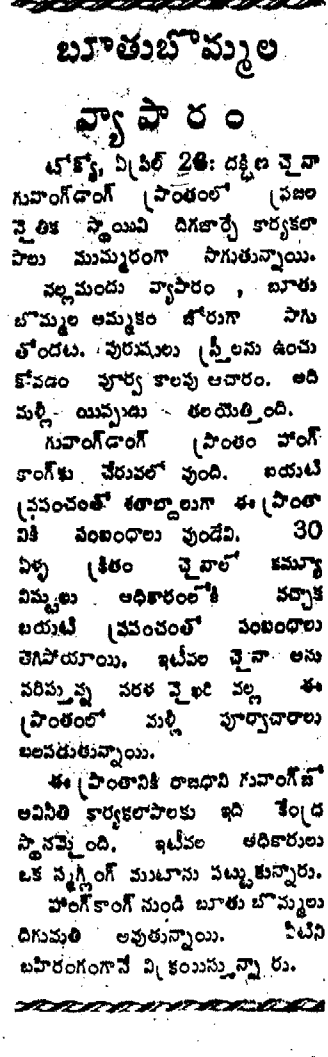 బూతుబొమ్మల
వ్యాపారం
టోక్యో, ఏప్రిల్ 26: దక్షిణ చైనా
గువాంగ్‌డాంగ్ ప్రాంతంలో ప్రజల
నైతిక స్థాయిని దిగజార్చే కార్యకలా
పాలు ముమ్మరంగా సాగుతున్నాయి.
నల్లమందు వ్యాపారం, బూతు
బొమ్మల అమ్మకం జోరుగా సాగు
తోందట. పురుషులు స్త్రీలను ఉంచు
కోవడం పూర్వ కాలపు ఆచారం. అది
మళ్లీ యిప్పుడు తలయెత్తింది.
గువాంగ్‌డాంగ్ ప్రాంతం హాంగ్
కాంగ్‌కు చేరువలో వుంది. బయటి
ప్రపంచంతో శతాబ్దాలుగా ఈ ప్రాంతా
నికి సంబంధాలు వుండేవి. 30
ఏళ్ళ క్రితం చైనాలో కమ్యూ
నిస్టులు అధికారంలోకి వచ్చాక
బయటి ప్రపంచంతో సంబంధాలు
తెగిపోయాయి. ఇటీవల చైనా అను
సరిస్తున్న సరళ వైఖరి వల్ల ఈ
ప్రాంతంలో మళ్లీ పూర్వాచారాలు
బలపడుతున్నాయి.
ఈ ప్రాంతానికి రాజధాని గువాంగ్‌జో
అవినీతి కార్యకలాపాలకు ఇది కేంద్ర
స్థానమైంది. ఇటీవల అధికారులు
ఒక స్మగ్లింగ్ ముఠాను పట్టుకున్నారు.
హాంగ్‌కాంగ్ నుండి బూతు బొమ్మలు
దిగుమతి అవుతున్నాయి. వీటిని
బహిరంగంగానే విక్రయిస్తున్నారు.